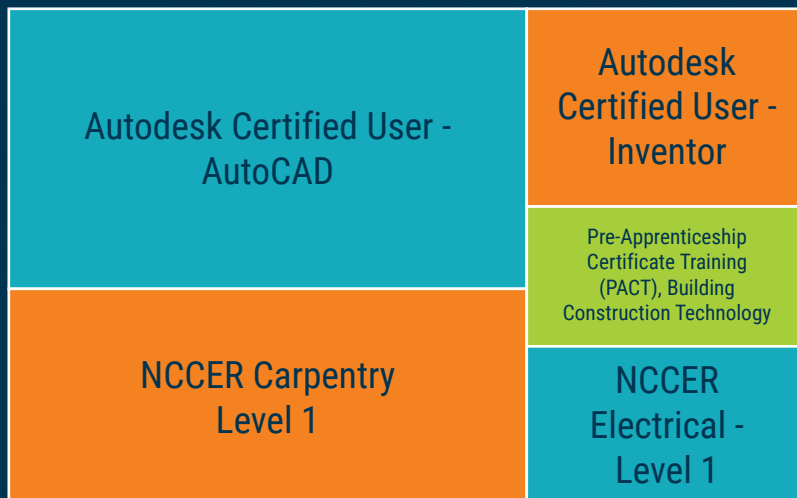 Autodesk Certified User -
AutoCAD
Autodesk
Certified User -
Inventor
Pre-Apprenticeship
Certificate Training
(PACT), Building
Construction Technology
NCCER Carpentry
Level 1
NCCER
Electrical -
Level 1